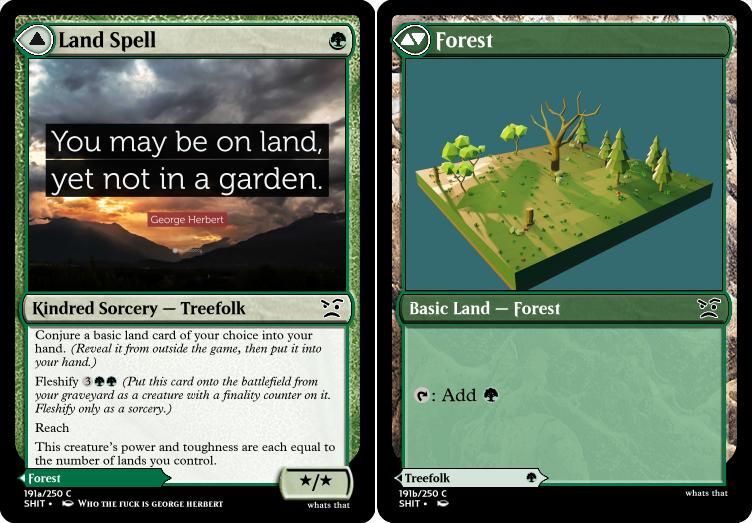 Land Spell
You may be on land,
yet not in a garden.
George Herbert
Kindred Sorcery — Treefolk
Conjure a basic land card of your choice into your
hand. (Reveal it from outside the game, then put it into
your hand.)
Fleshify 3 (Put this card onto the battlefield from
your graveyard as a creature with a finality counter on it.
Fleshify only as a sorcery.)
Reach
This creature's power and toughness are each equal to
the number of lands you control.
Forest
★/★
191a/250 C
SHIT • WHO THE FUCK IS GEORGE HERBERT
whats that
Forest
Basic Land — Forest
: Add
Treefolk
191b/250 C
SHIT •
whats that